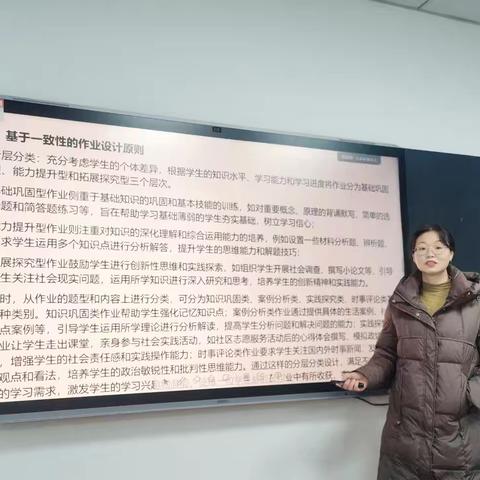 基于一致性的作业设计原则
层分类：充分考虑学生的个体差异，根据学生的知识水平、学习能力和学习进度将作业分为基础巩固
、能力提升型和拓展探究型三个层次。
础巩固型作业侧重于基础知识的巩固和基本技能的训练，如对重要概念、原理的背诵默写，简单的选
题和简答题练习等，旨在帮助学习基础薄弱的学生夯实基础，树立学习信心；
力提升型作业则注重对知识的深化理解和综合运用能力的培养，例如设置一些材料分析题、辨析题，
求学生运用多个知识点进行分析解答，提升学生的思维能力和解题技巧；
展探究型作业鼓励学生进行创新性思维和实践探索，如组织学生开展社会调查、撰写小论文等，引导
生关注社会现实问题，运用所学知识进行深入研究和思考，培养学生的创新精神和实践能力。
时，从作业的题型和内容上进行分类，可分为知识巩固类、案例分析类、实践探究类、时事评论类
种类别。知识巩固类作业帮助学生强化记忆知识点；案例分析类作业通过提供具体的生活案例、
点案例等，引导学生运用所学理论进行分析解读，提高学生分析问题和解决问题的能力；实践探
业让学生走出课堂，亲身参与社会实践活动，如社区志愿服务活动后的心得体会撰写、模拟政
，增强学生的社会责任感和实践操作能力；时事评论类作业要求学生关注国内外时事新闻，发
观点和看法，培养学生的政治敏锐性和批判性思维能力。通过这样的分层分类设计，满足不
的学习需求，激发学生的学习兴
业中有所收获